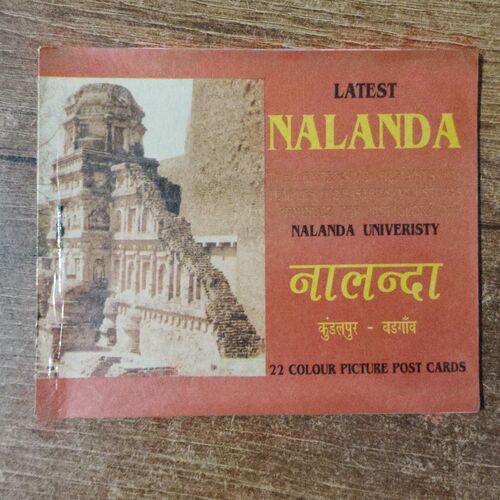 LATEST
NALANDA
NALANDA UNIVERISTY
नालन्दा
कुंडलपुर - बडगाँव
22 COLOUR PICTURE POST CARDS